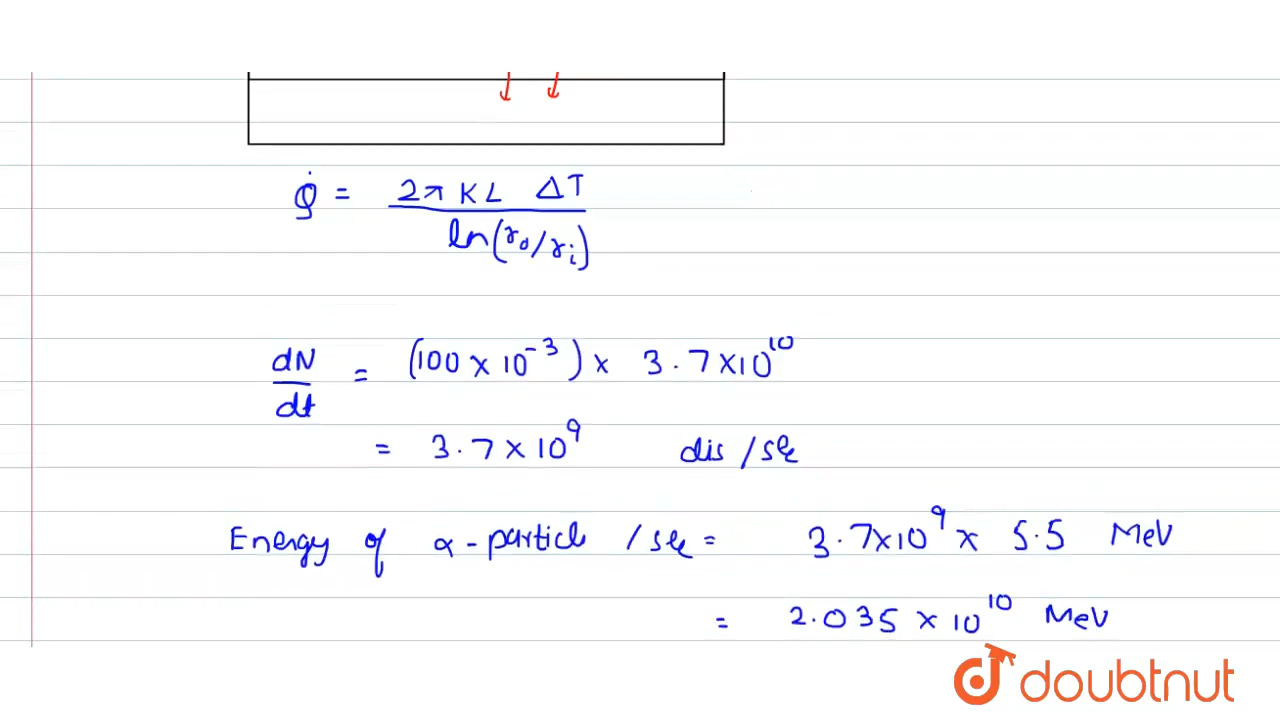 Q̇ = 2π K L ΔT / ln(r₀/rᵢ)
dN/dt = (100 × 10⁻³) × 3.7 × 10¹⁰
= 3.7 × 10⁹ dis/sec
Energy of α-particle /sec = 3.7 × 10⁹ × 5.5 MeV
= 2.035 × 10¹⁰ MeV
doubtnut